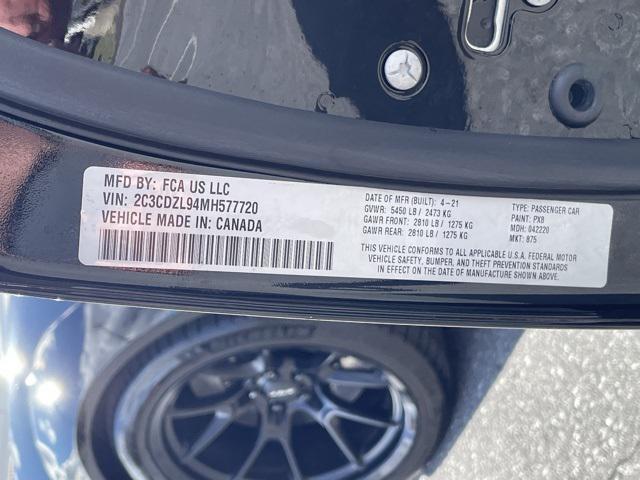 MFD BY: FCA US LLC
VIN: 2C3CDZL94MH577720
VEHICLE MADE IN: CANADA
DATE OF MFR (BUILT): 4-21
GVWR: 5450 LB / 2473 KG
GAWR FRONT: 2810 LB / 1275 KG
GAWR REAR: 2810 LB / 1275 KG
TYPE: PASSENGER CAR
PAINT: PX8
MDH: 042220
MKT: 875
THIS VEHICLE CONFORMS TO ALL APPLICABLE U.S.A. FEDERAL MOTOR
VEHICLE SAFETY, BUMPER, AND THEFT PREVENTION STANDARDS
IN EFFECT ON THE DATE OF MANUFACTURE SHOWN ABOVE.
MICHELIN